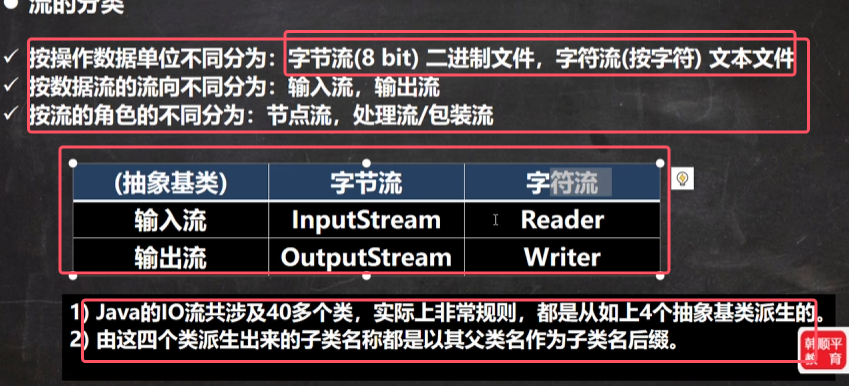 ● 流的分类
✓ 按操作数据单位不同分为：字节流(8 bit) 二进制文件，字符流(按字符) 文本文件
✓ 按数据流的流向不同分为：输入流，输出流
✓ 按流的角色的不同分为：节点流，处理流/包装流
(抽象基类) 字节流 字符流
输入流 InputStream Reader
输出流 OutputStream Writer
1) Java的IO流共涉及40多个类，实际上非常规则，都是从如上4个抽象基类派生的。
2) 由这四个类派生出来的子类名称都是以其父类名作为子类名后缀。
韩顺平
教育